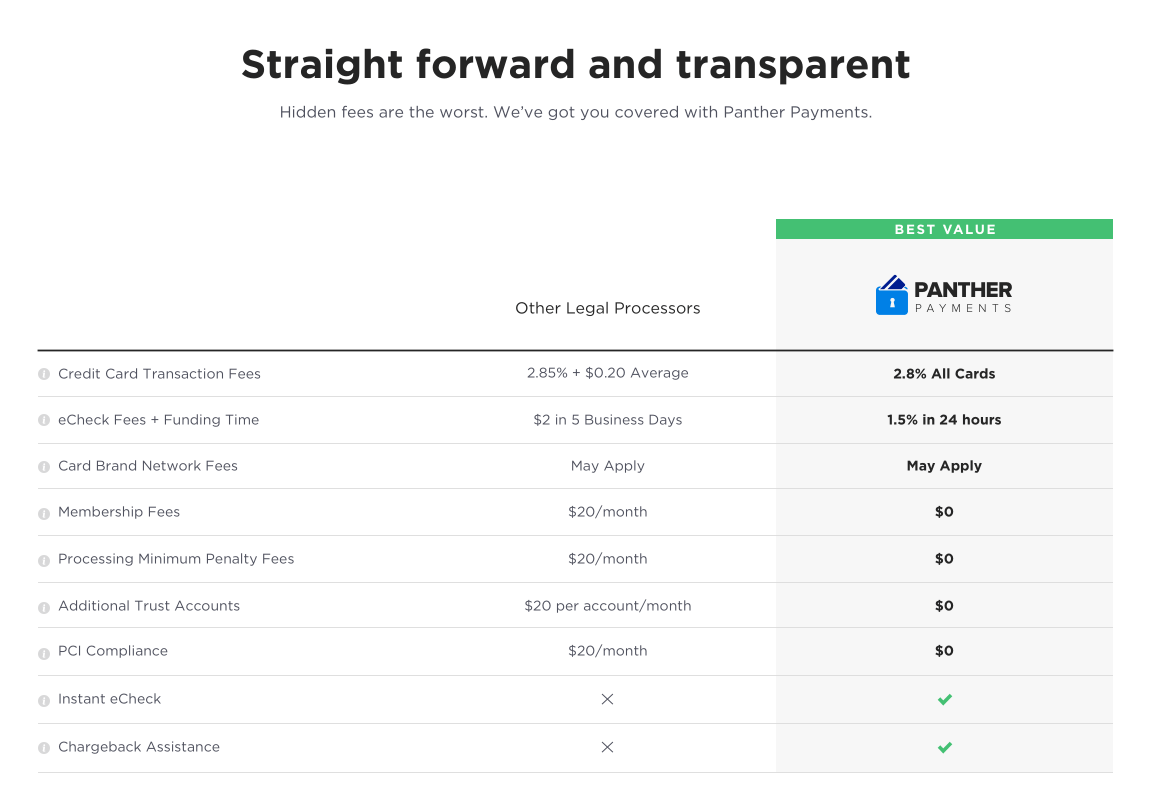 Straight forward and transparent
Hidden fees are the worst. We’ve got you covered with Panther Payments.
BEST VALUE
Other Legal Processors
PANTHER
PAYMENTS
Credit Card Transaction Fees 2.85% + $0.20 Average 2.8% All Cards
eCheck Fees + Funding Time $2 in 5 Business Days 1.5% in 24 hours
Card Brand Network Fees May Apply May Apply
Membership Fees $20/month $0
Processing Minimum Penalty Fees $20/month $0
Additional Trust Accounts $20 per account/month $0
PCI Compliance $20/month $0
Instant eCheck
Chargeback Assistance